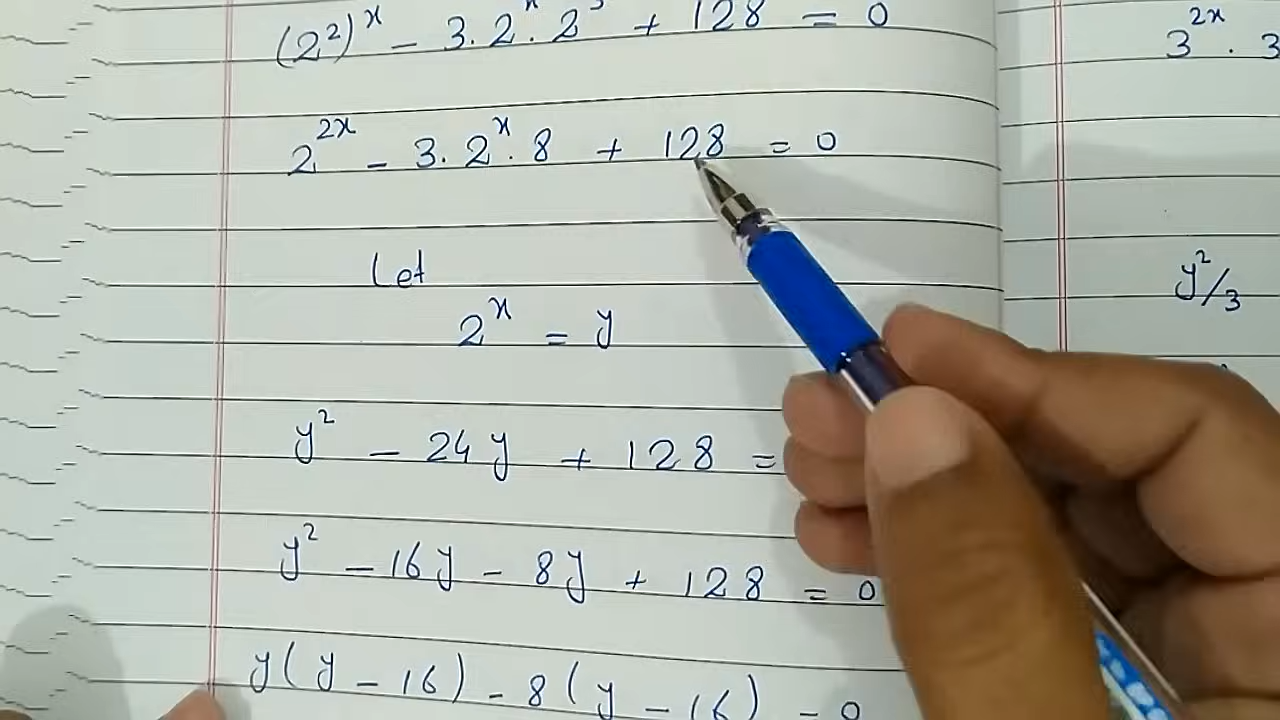 (2²)ˣ − 3.2ˣ.2³ + 128 = 0
2²ˣ − 3.2ˣ.8 + 128 = 0
Let
2ˣ = y
y² − 24y + 128 =
y² − 16y − 8y + 128 = 0
y(y − 16) − 8(y − 16) = 0
3²ˣ . 3
y²/3